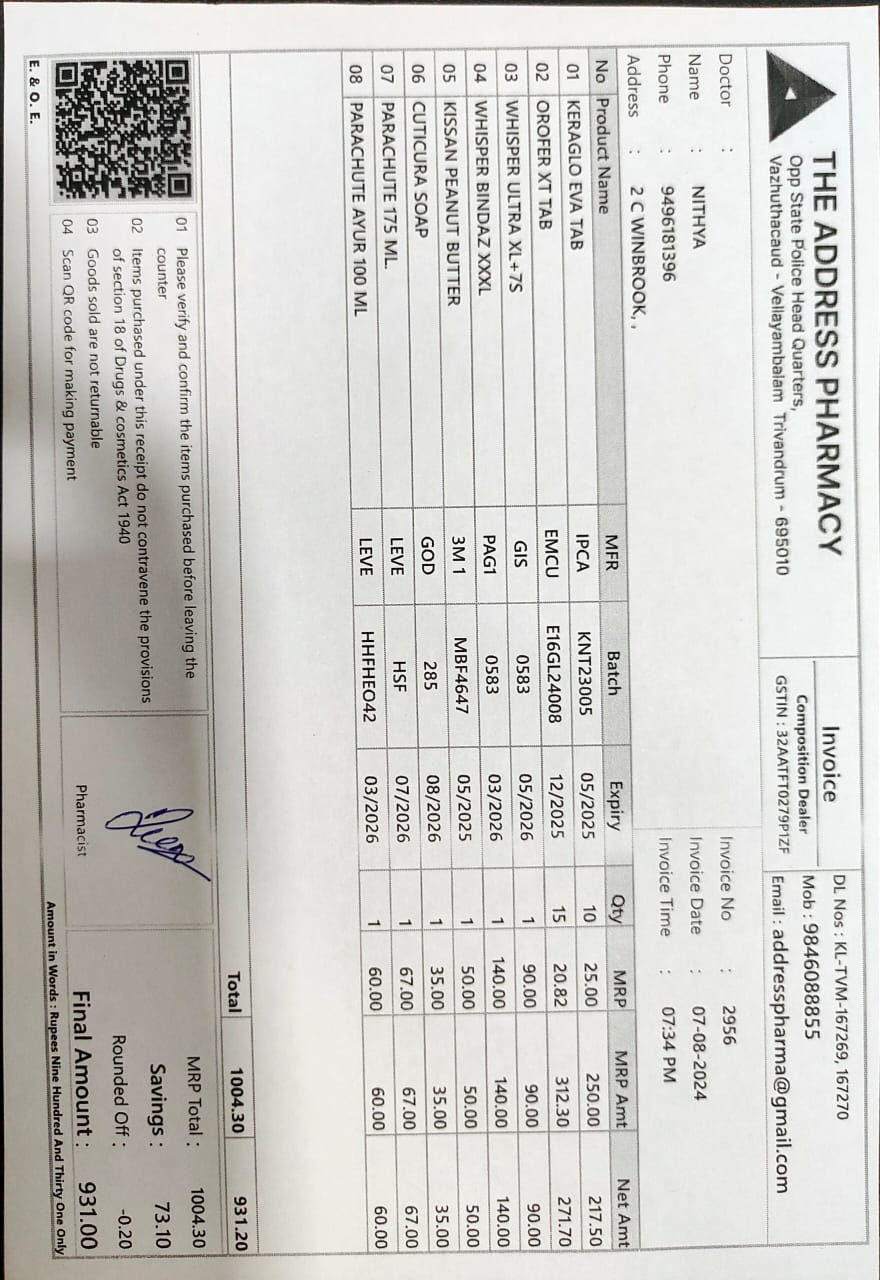 THE ADDRESS PHARMACY
Opp State Police Head Quarters,
Vazhuthacaud - Vellayambalam Trivandrum - 695010
Invoice
Composition Dealer
GSTIN : 32AATFT0279P1ZF
DL Nos : KL-TVM-167269, 167270
Mob : 9846088855
Email : addresspharma@gmail.com
Doctor :
Name : NITHYA
Phone : 9496181396
Address : 2 C WINBROOK, ,
Invoice No : 2956
Invoice Date : 07-08-2024
Invoice Time : 07:34 PM
No Product Name MFR Batch Expiry Qty MRP MRP Amt Net Amt
01 KERAGLO EVA TAB IPCA KNT23005 05/2025 10 25.00 250.00 217.50
02 OROFER XT TAB EMCU E16GL24008 12/2025 15 20.82 312.30 271.70
03 WHISPER ULTRA XL+7S GIS 0583 05/2026 1 90.00 90.00 90.00
04 WHISPER BINDAZ XXXL PAG1 0583 03/2026 1 140.00 140.00 140.00
05 KISSAN PEANUT BUTTER 3M 1 MBF4647 05/2025 1 50.00 50.00 50.00
06 CUTICURA SOAP GOD 285 08/2026 1 35.00 35.00 35.00
07 PARACHUTE 175 ML. LEVE HSF 07/2026 1 67.00 67.00 67.00
08 PARACHUTE AYUR 100 ML LEVE HHFHEO42 03/2026 1 60.00 60.00 60.00
Total 1004.30 931.20
01 Please verify and confirm the items purchased before leaving the
counter
02 Items purchased under this receipt do not contravene the provisions
of section 18 of Drugs & cosmetics Act 1940
03 Goods sold are not returnable
04 Scan QR code for making payment
E. & O. E.
Pharmacist
MRP Total : 1004.30
Savings : 73.10
Rounded Off : -0.20
Final Amount : 931.00
Amount in Words : Rupees Nine Hundred And Thirty One Only